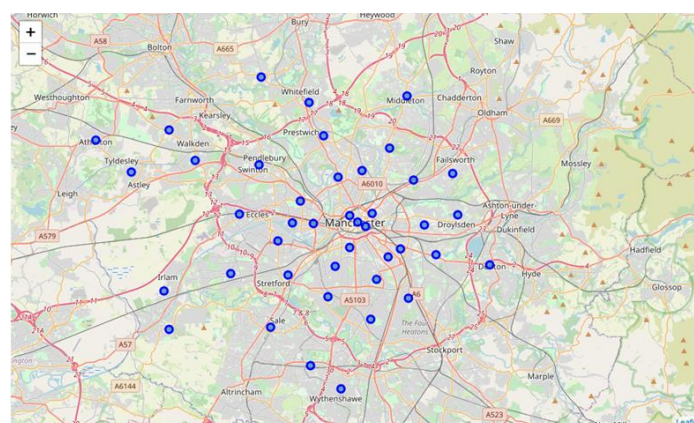 Horwich
Bury
Heywood
+
A58
A665
Shaw
−
Bolton
Royton
Whitefield
Westhoughton
Farnworth
Middleton
Chadderton
Kearsley
Oldham
A669
Prestwich
Atherton
Walkden
Pendlebury
Mossley
Tyldesley
Swinton
Failsworth
Astley
A6010
Leigh
Ashton-under-Lyne
Eccles
Manchester
Droylsden
Dukinfield
A579
Hadfield
Irlam
Stretford
Denton
Hyde
Glossop
A5103
A6
Sale
The Four Heatons
A57
Stockport
Marple
A6144
Altrincham
Wythenshawe
A523